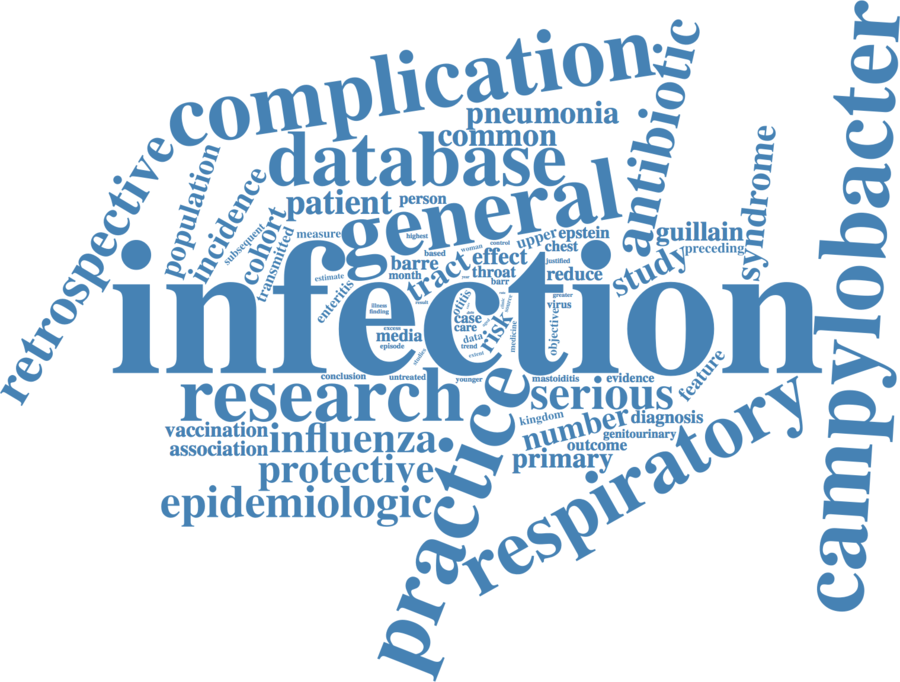 complication
antibiotic
campylobacter
pneumonia
common
database
retrospective
population
incidence
syndrome
patient
person
general
guillain
preceding
cohort
subsequent
transmitted
measure
highest
control
woman
based
upper
epstein
chest
effect
justified
barre
tract
throat
reduce
study
month
barr
estimate
enteritis
infection
otitis
greater
virus
illness
finding
result
source
case
care
risk
objective
medicine
excess
media
episode
data
trend
extent
studies
conclusion
untreated
younger
mastoiditis
evidence
feature
research
practice
serious
respiratory
kingdom
number
diagnosis
genitourinary
outcome
primary
vaccination
association
influenza
protective
epidemiologic